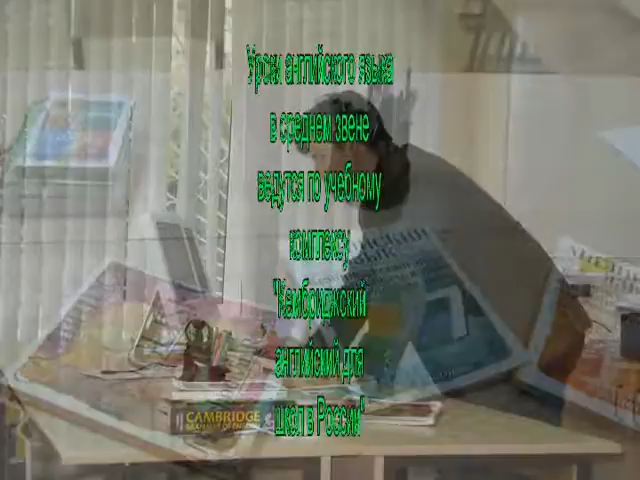 Уроки английского языка
в среднем звене
ведутся по учебному
комплексу
"Кембриджский
английский для
школ в России"
CAMBRIDGE